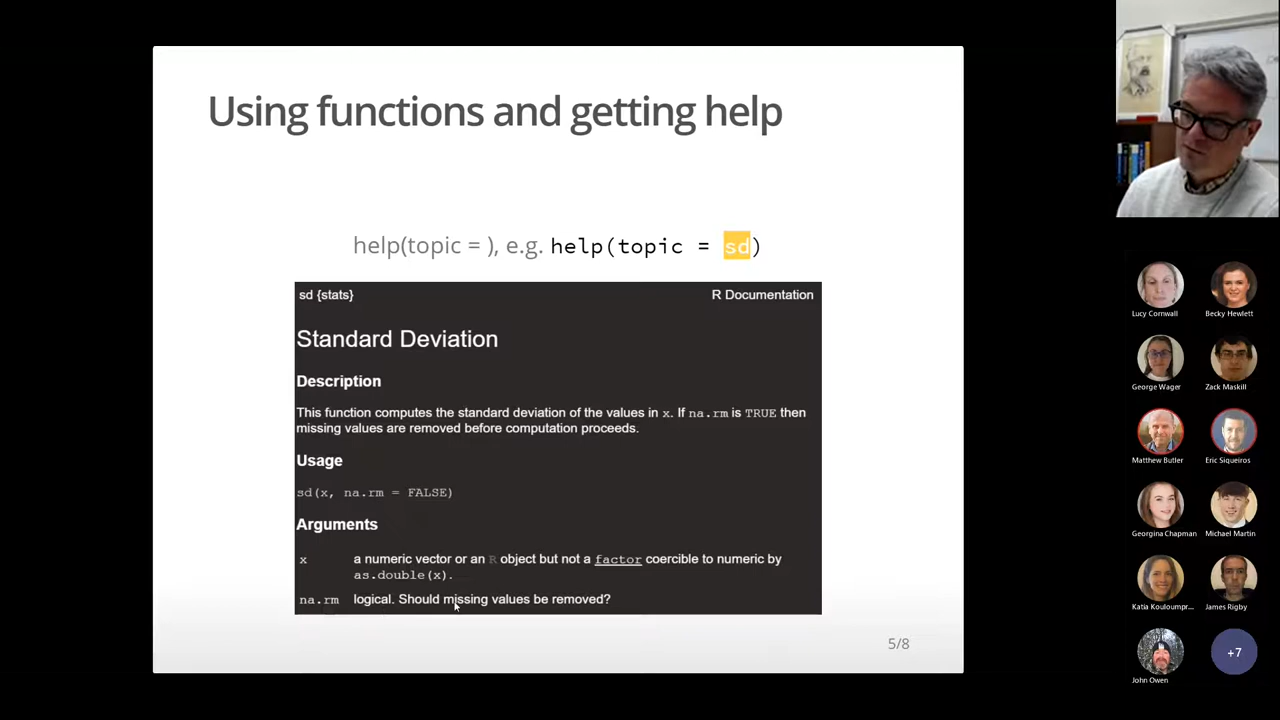 Using functions and getting help
help(topic = ), e.g. help(topic = sd)
sd {stats}
R Documentation
Standard Deviation
Description
This function computes the standard deviation of the values in x. If na.rm is TRUE then
missing values are removed before computation proceeds.
Usage
sd(x, na.rm = FALSE)
Arguments
x a numeric vector or an R object but not a factor coercible to numeric by
as.double(x).
na.rm logical. Should missing values be removed?
5/8
Lucy Cornwall
Becky Hewlett
George Wager
Zack Maskill
Matthew Butler
Eric Siqueiros
Georgina Chapman
Michael Martin
Katia Kouloumpr...
James Rigby
John Owen
+7